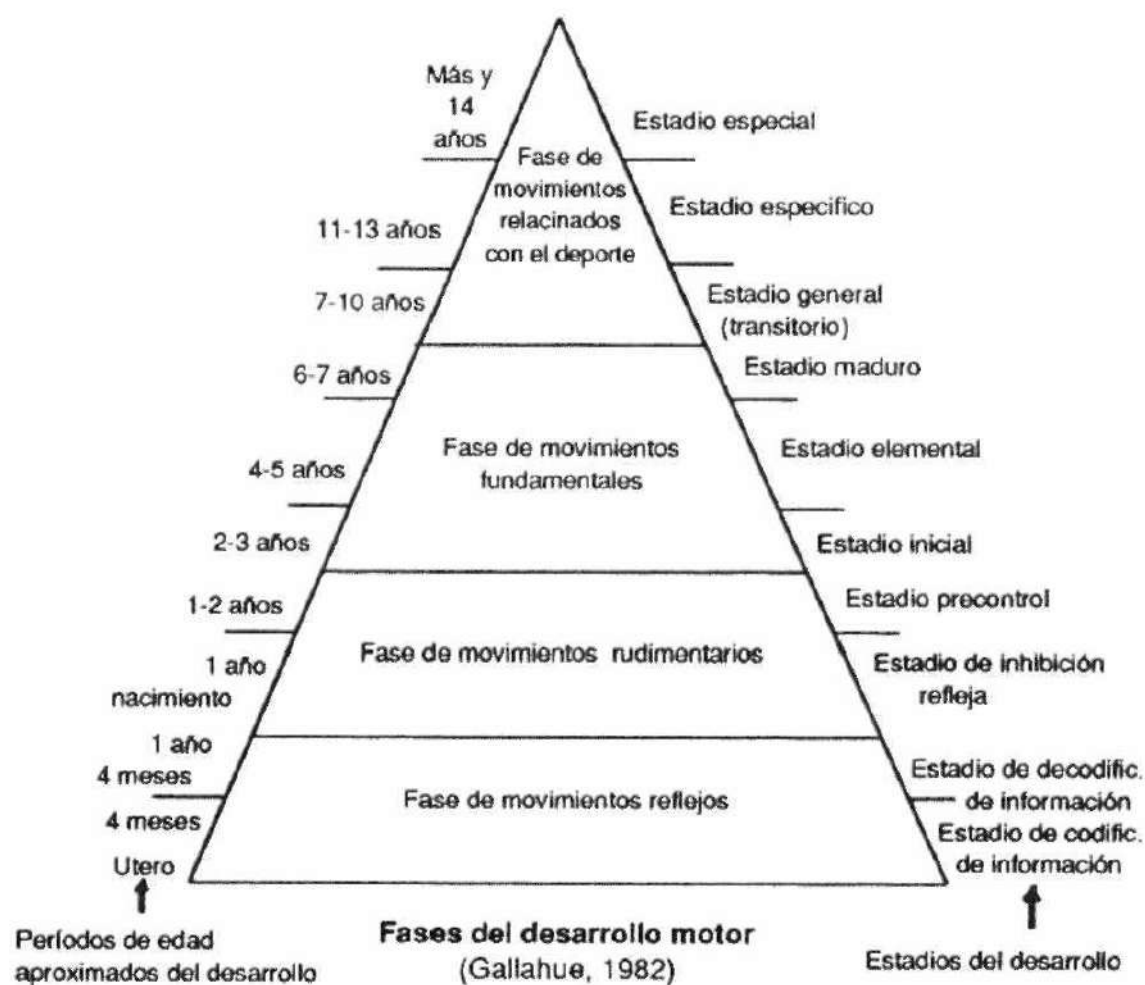 Más y
14
años
Estadio especial
Fase de
movimientos
relacinados
con el deporte
Estadio especifico
11-13 años
7-10 años
Estadio general
(transitorio)
6-7 años
Estadio maduro
Fase de movimientos
fundamentales
Estadio elemental
4-5 años
2-3 años
Estadio inicial
1-2 años
Estadio precontrol
Fase de movimientos rudimentarios
1 año
nacimiento
Estadio de inhibición
refleja
1 año
4 meses
Estadio de decodific.
de información
Fase de movimientos reflejos
4 meses
Utero
Estadio de codific.
de información
Períodos de edad
aproximados del desarrollo
Fases del desarrollo motor
(Gallahue, 1982)
Estadios del desarrollo